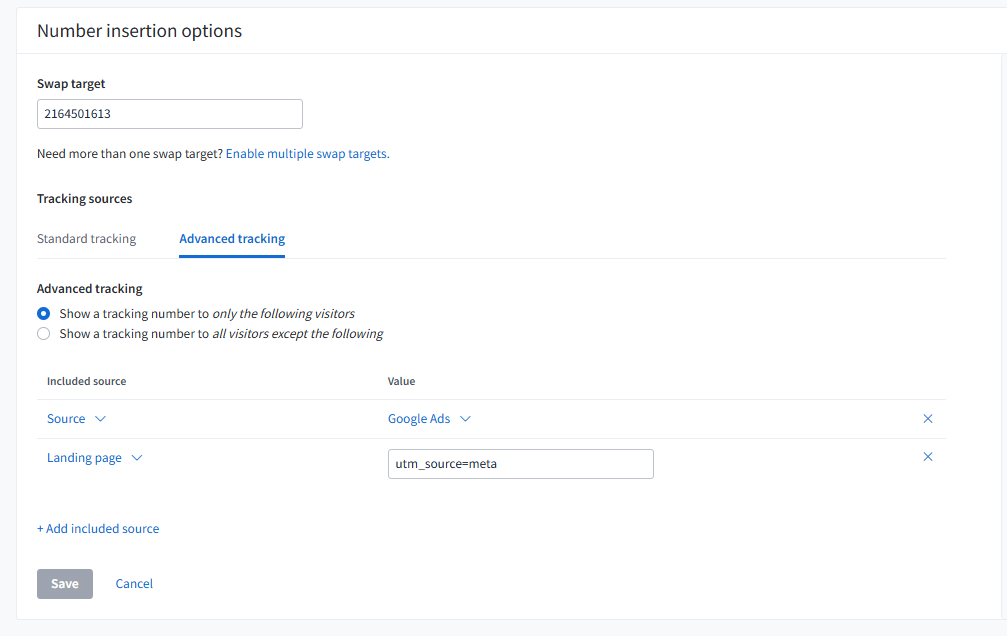 Number insertion options
Swap target
2164501613
Need more than one swap target? Enable multiple swap targets.
Tracking sources
Standard tracking Advanced tracking
Advanced tracking
Show a tracking number to only the following visitors
Show a tracking number to all visitors except the following
Included source Value
Source Google Ads
Landing page utm_source=meta
+ Add included source
Save Cancel